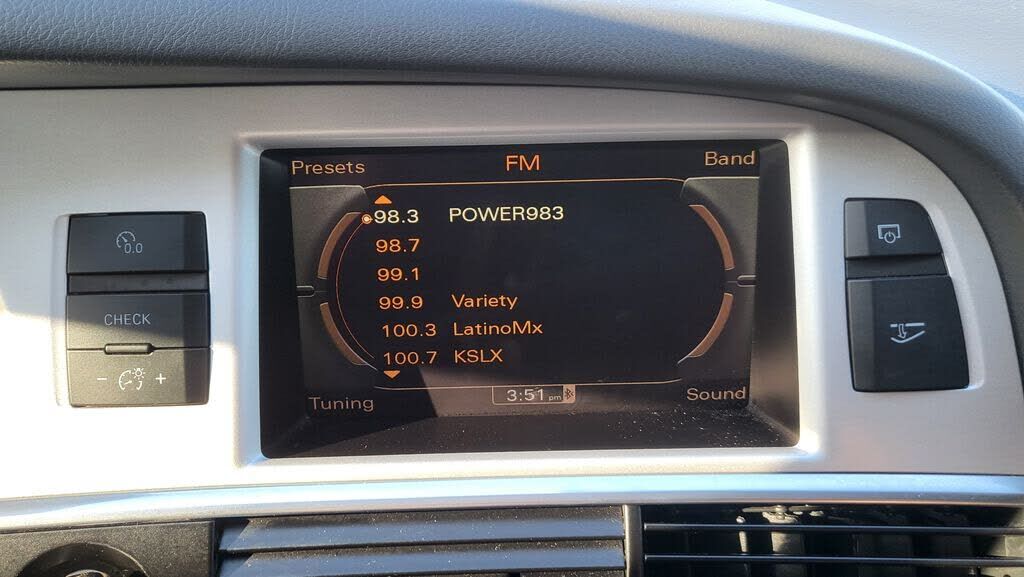 Presets FM Band
98.3 POWER983
98.7
99.1
99.9 Variety
100.3 LatinoMx
100.7 KSLX
Tuning 3:51 pm Sound
0.0
CHECK
- +